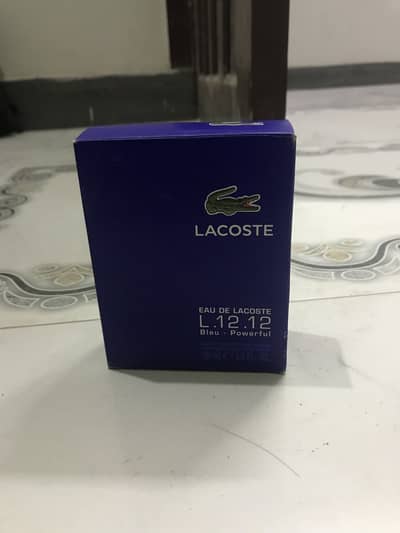 LACOSTE
EAU DE LACOSTE
L.12.12
Bleu - Powerful